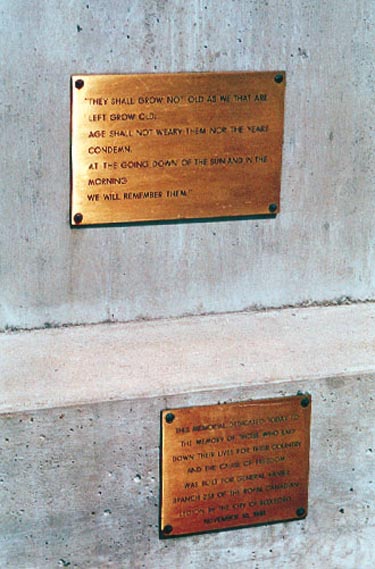 "THEY SHALL GROW NOT OLD AS WE THAT ARE
LEFT GROW OLD:
AGE SHALL NOT WEARY THEM NOR THE YEARS
CONDEMN.
AT THE GOING DOWN OF THE SUN AND IN THE
MORNING
WE WILL REMEMBER THEM."
THIS MEMORIAL DEDICATED TODAY TO
THE MEMORY OF THOSE WHO LAID
DOWN THEIR LIVES FOR THEIR COUNTRY
AND THE CAUSE OF FREEDOM
WAS BUILT FOR GENERAL VANIER
BRANCH 258 OF THE ROYAL CANADIAN
LEGION BY THE CITY OF
NOVEMBER